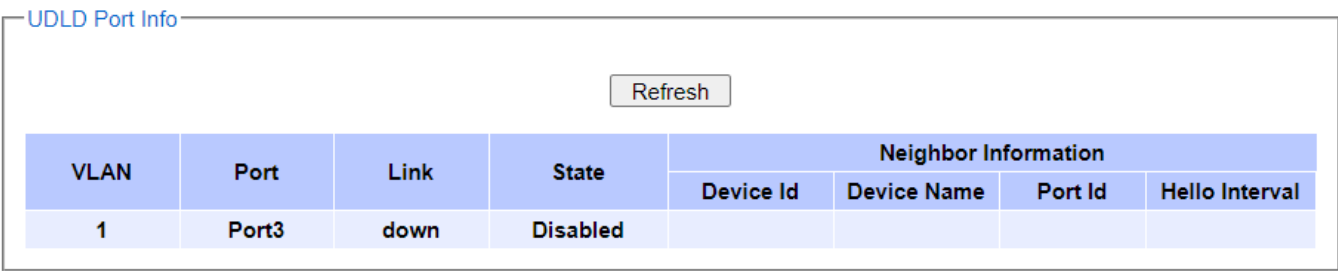 UDLD Port Info
Refresh
VLAN Port Link State Neighbor Information
Device Id Device Name Port Id Hello Interval
1 Port3 down Disabled